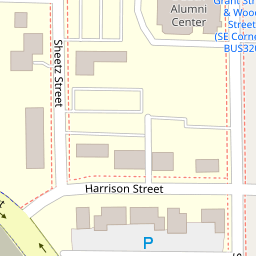 Grant Str
& Wood
Street
(SE Corne
BUS320
Alumni
Center
Sheetz Street
Harrison Street
P
S